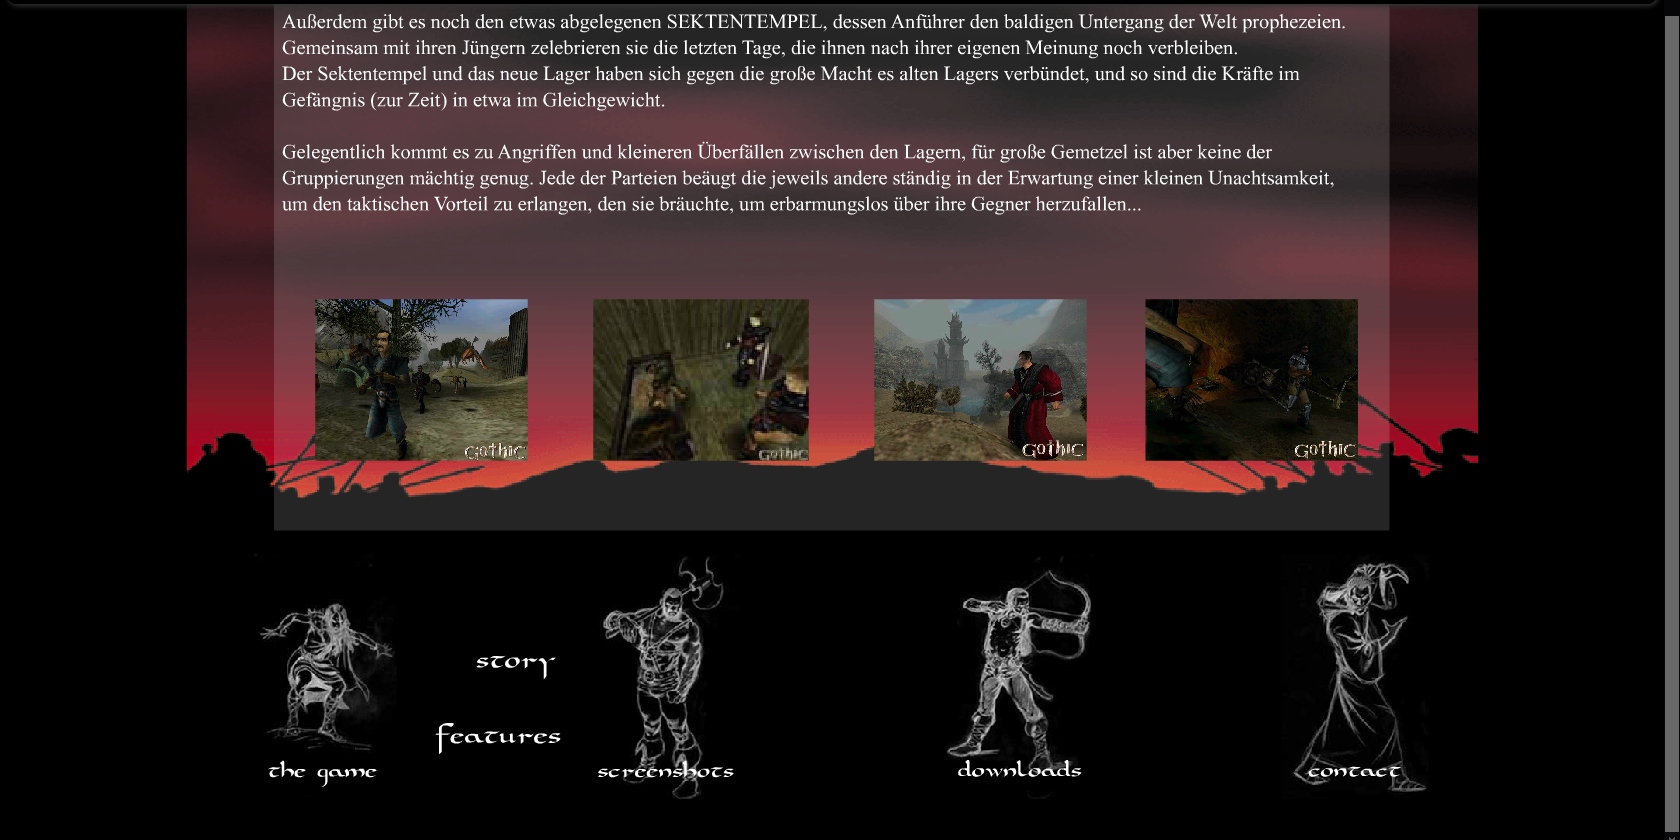 Außerdem gibt es noch den etwas abgelegenen SEKTENTEMPEL, dessen Anführer den baldigen Untergang der Welt prophezeien.
Gemeinsam mit ihren Jüngern zelebrieren sie die letzten Tage, die ihnen nach ihrer eigenen Meinung noch verbleiben.
Der Sektentempel und das neue Lager haben sich gegen die große Macht es alten Lagers verbündet, und so sind die Kräfte im
Gefängnis (zur Zeit) in etwa im Gleichgewicht.
Gelegentlich kommt es zu Angriffen und kleineren Überfällen zwischen den Lagern, für große Gemetzel ist aber keine der
Gruppierungen mächtig genug. Jede der Parteien beäugt die jeweils andere ständig in der Erwartung einer kleinen Unachtsamkeit,
um den taktischen Vorteil zu erlangen, den sie bräuchte, um erbarmungslos über ihre Gegner herzufallen...
GOTHIC
GOTHIC
GOTHIC
GOTHIC
story
features
the game
screenshots
downloads
contact